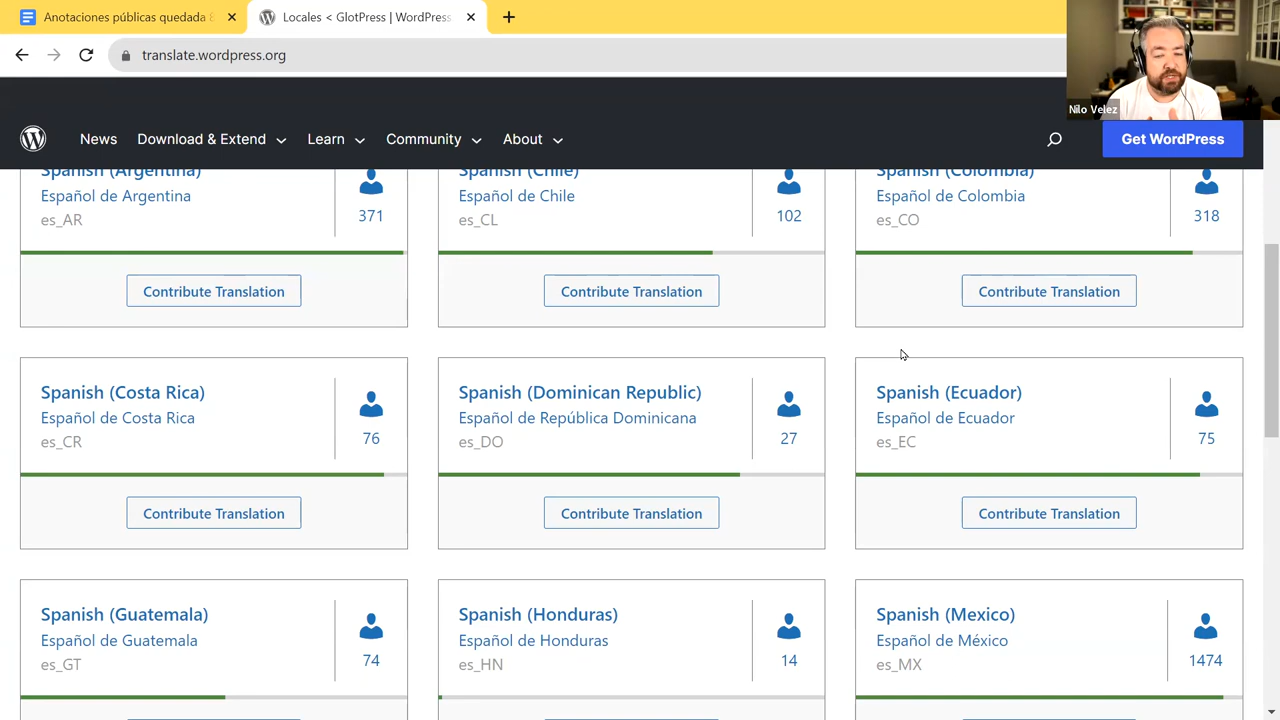 Anotaciones públicas quedada 8
Locales < GlotPress | WordPress
translate.wordpress.org
Nilo Velez
News
Download & Extend
Learn
Community
About
Get WordPress
Spanish (Argentina)
Español de Argentina
es_AR
371
Contribute Translation
Spanish (Chile)
Español de Chile
es_CL
102
Contribute Translation
Spanish (Colombia)
Español de Colombia
es_CO
318
Contribute Translation
Spanish (Costa Rica)
Español de Costa Rica
es_CR
76
Contribute Translation
Spanish (Dominican Republic)
Español de República Dominicana
es_DO
27
Contribute Translation
Spanish (Ecuador)
Español de Ecuador
es_EC
75
Contribute Translation
Spanish (Guatemala)
Español de Guatemala
es_GT
74
Spanish (Honduras)
Español de Honduras
es_HN
14
Spanish (Mexico)
Español de México
es_MX
1474